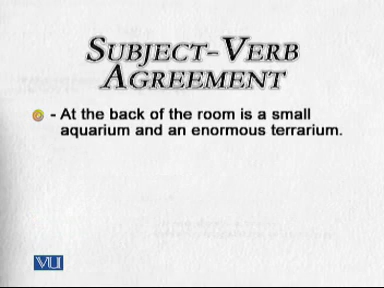 SUBJECT-VERB
AGREEMENT
- At the back of the room is a small
aquarium and an enormous terrarium.
VU